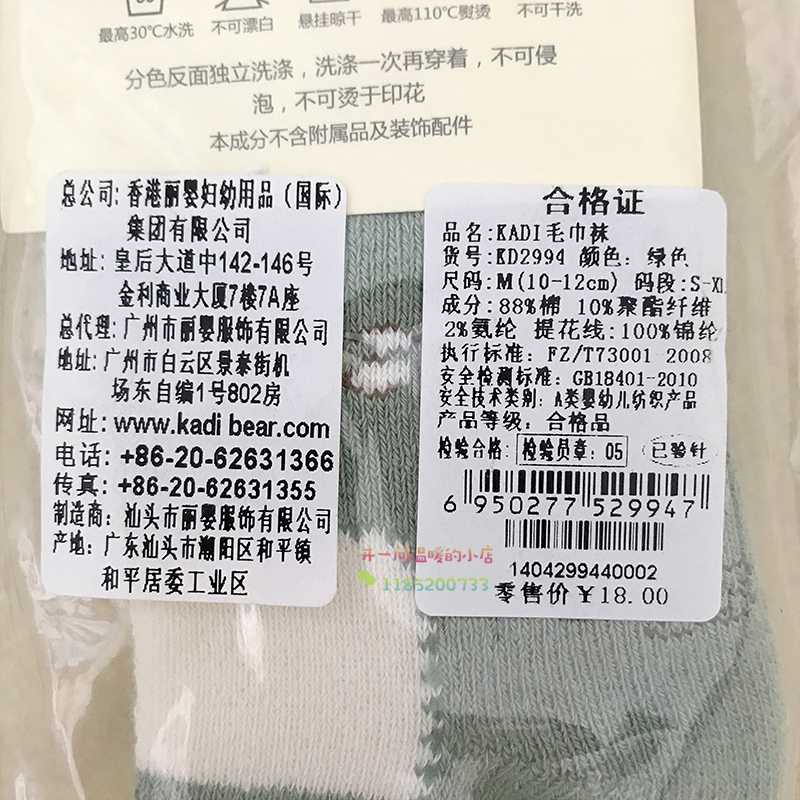 最高30℃水洗 不可漂白 悬挂晾干 最高110℃熨烫 不可干洗
分色反面独立洗涤，洗涤一次再穿着，不可侵
泡，不可烫于印花
本成分不含附属品及装饰配件
总公司: 香港丽婴妇幼用品（国际）
集团有限公司
地址: 皇后大道中142-146号
金利商业大厦7楼7A座
总代理: 广州市丽婴服饰有限公司
地址: 广州市白云区景泰街机
场东自编1号802房
网址: www.kadi bear.com
电话: +86-20-62631366
传真: +86-20-62631355
制造商: 汕头市丽婴服饰有限公司
产地: 广东汕头市潮阳区和平镇
和平居委工业区
合格证
品名: KADI毛巾袜
货号: KD2994 颜色: 绿色
尺码: M(10-12cm) 码段: S-XL
成分: 88%棉 10%聚酯纤维
2%氨纶 提花线: 100%锦纶
执行标准: FZ/T73001 2008
安全检测标准: GB18401-2010
安全技术类别: A类婴幼儿纺织产品
产品等级: 合格品
检验合格: 检验员章: 05 已验针
6 950277 529947
1404299440002
零售价￥18.00
开一间温暖的小店
1165200733